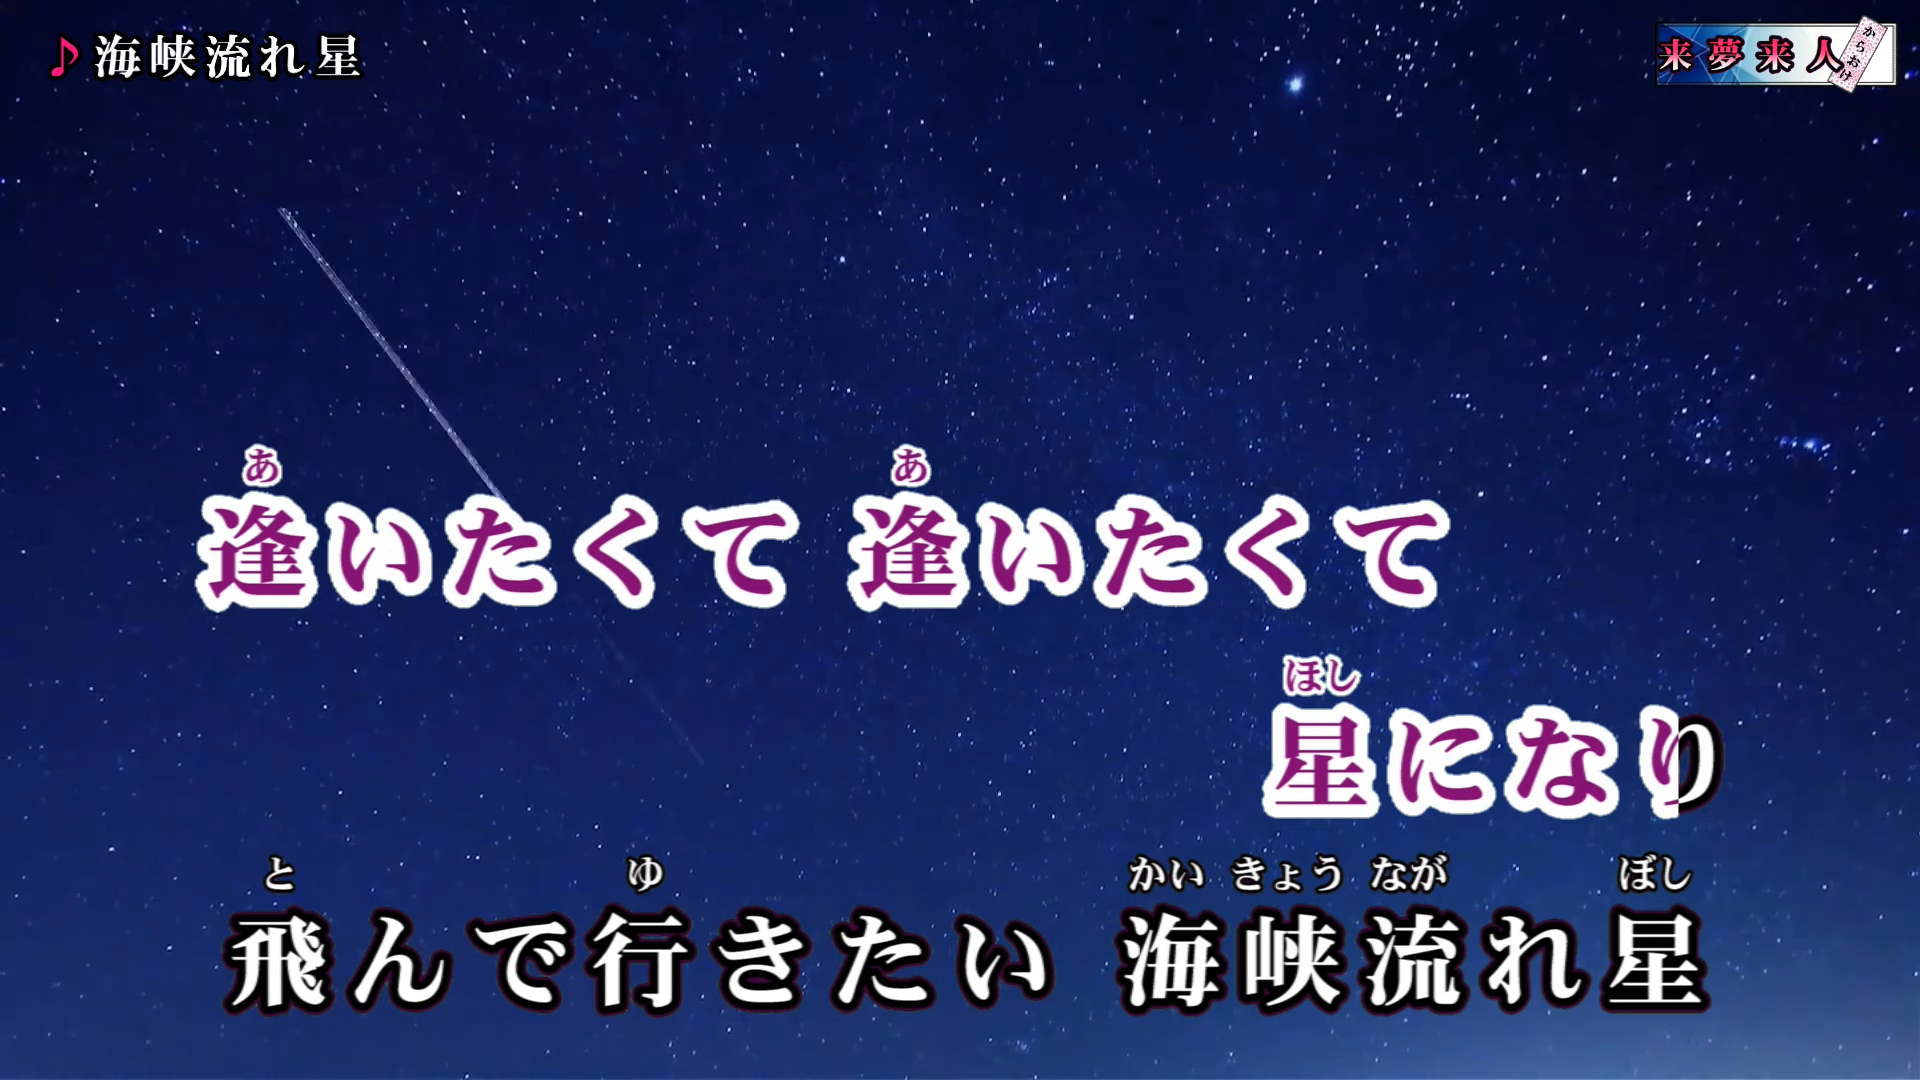 ♪海峡流れ星
来夢来人
からおけ
あ あ
逢いたくて 逢いたくて
ほし
星になり
と ゆ かい きょう なが ぼし
飛んで行きたい 海峡流れ星